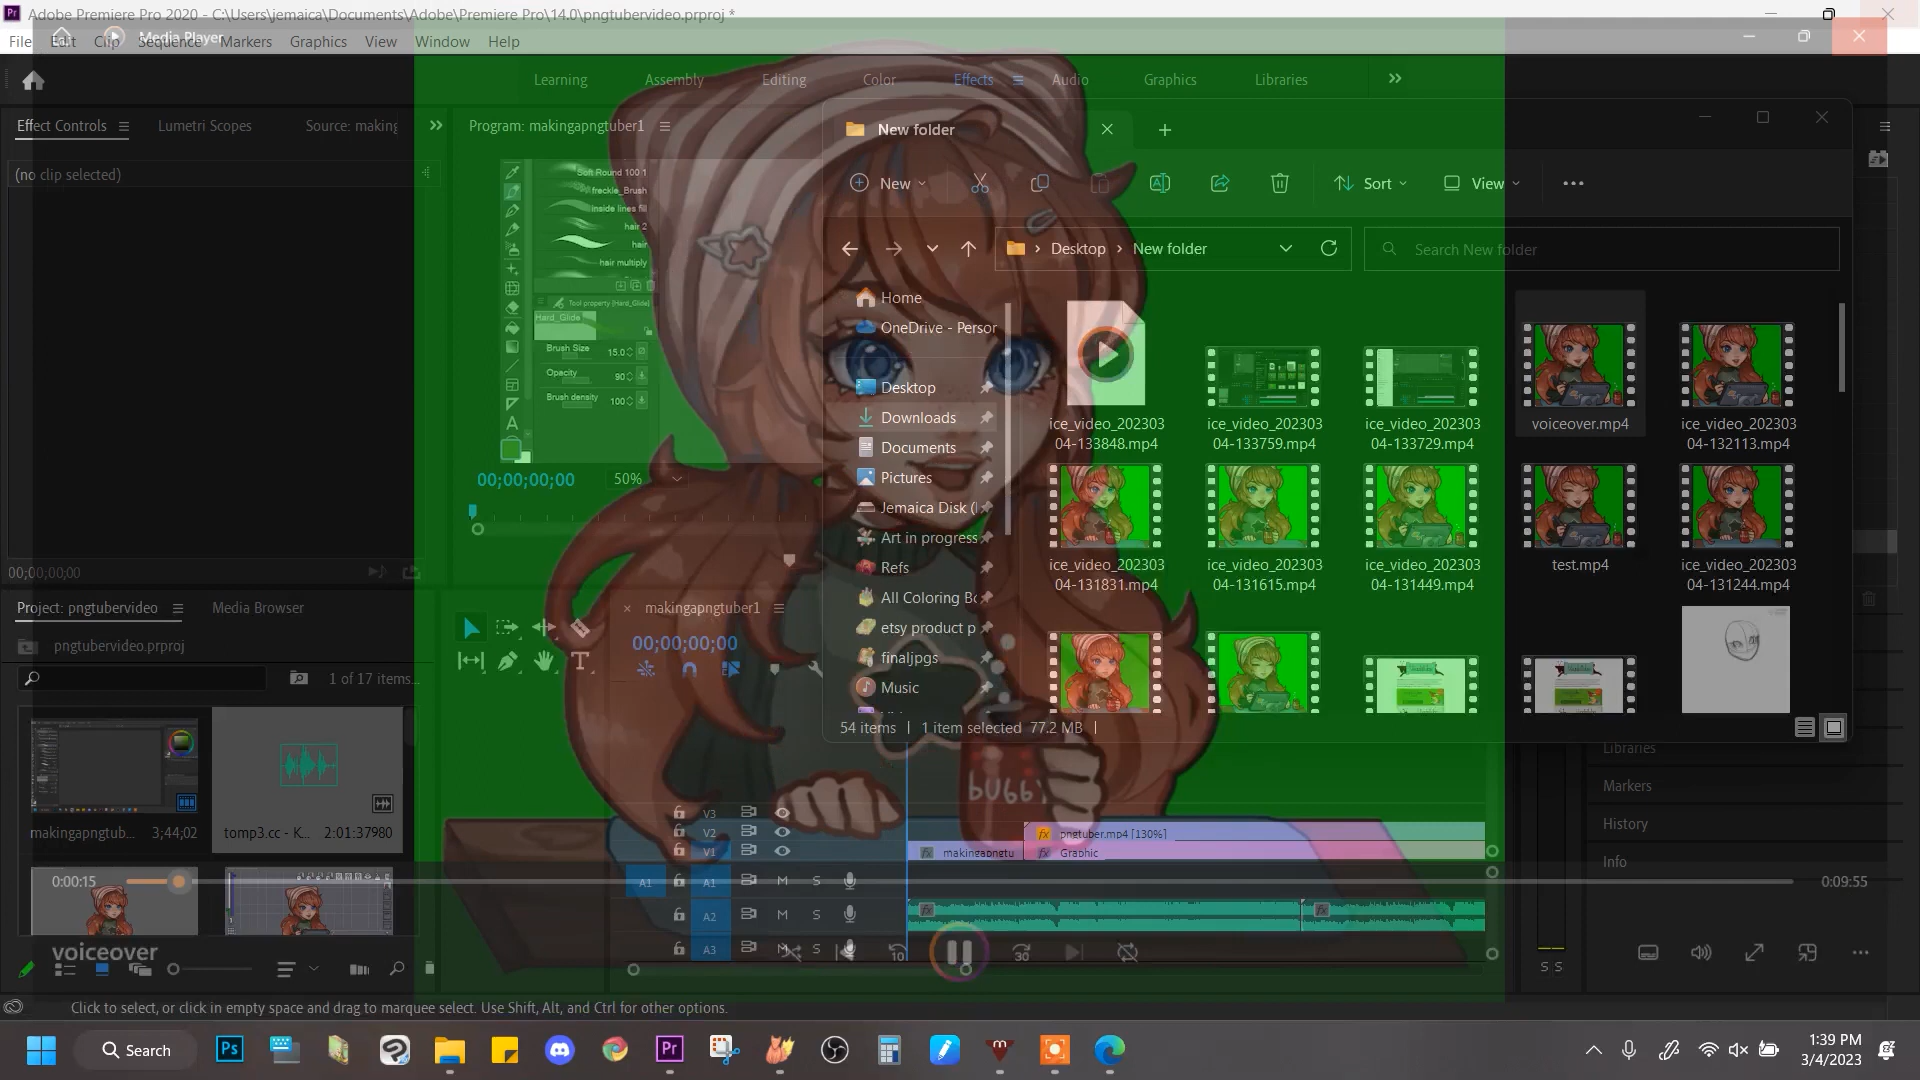 Adobe Premiere Pro 2020 - C:\Users\jemaica\Documents\Adobe\Premiere Pro\14.0\pngtubervideo.prproj *
Media Player
File Edit Clip Sequence Markers Graphics View Window Help
Learning Assembly Editing Color Effects Audio Graphics Libraries
Effect Controls Lumetri Scopes Source: making
Program: makingapngtuber1
New folder
(no clip selected)
New Sort View
Soft Round 100 1
freckle_Brush
inside lines fill
hair 2
hair
hair multiply
Tool property [Hard_Glide]
Hard_Glide
Brush Size 15.0
Opacity 90
Brush density 100
Desktop New folder
Search New folder
Home
OneDrive - Persor
Desktop
Downloads
Documents
Pictures
Jemaica Disk (
Art in progress
Refs
All Coloring Bo
etsy product p
finaljpgs
Music
ice_video_202303
04-133848.mp4
ice_video_202303
04-133759.mp4
ice_video_202303
04-133729.mp4
voiceover.mp4
ice_video_202303
04-132113.mp4
ice_video_202303
04-131831.mp4
ice_video_202303
04-131615.mp4
ice_video_202303
04-131449.mp4
test.mp4
ice_video_202303
04-131244.mp4
54 items | 1 item selected 77.2 MB |
00;00;00;00 50%
00;00;00;00
Project: pngtubervideo Media Browser
pngtubervideo.prproj
1 of 17 items...
makingapngtub... 3;44;02
tomp3.cc - K... 2:01:37980
makingapngtuber1
00;00;00;00
bugg
V3
V2 pngtuber.mp4 [130%]
V1 makingapngtu Graphic
A1 A1 M S
A2 M S
A3 M S
0:00:15 0:09:55
voiceover
10 30
S S
Libraries
Markers
History
Info
Click to select, or click in empty space and drag to marquee select. Use Shift, Alt, and Ctrl for other options.
Search
Ps
Pr
1:39 PM
3/4/2023